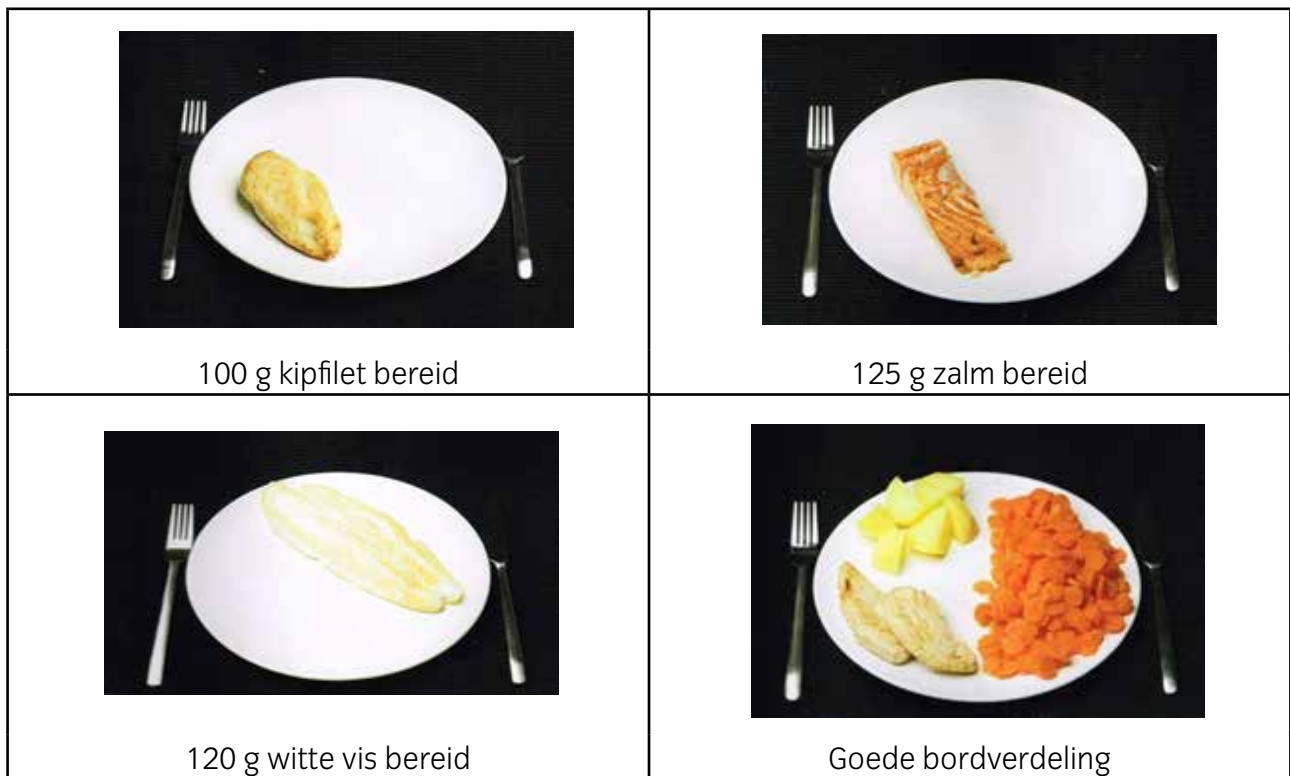 100 g kipfilet bereid
125 g zalm bereid
120 g witte vis bereid
Goede bordverdeling